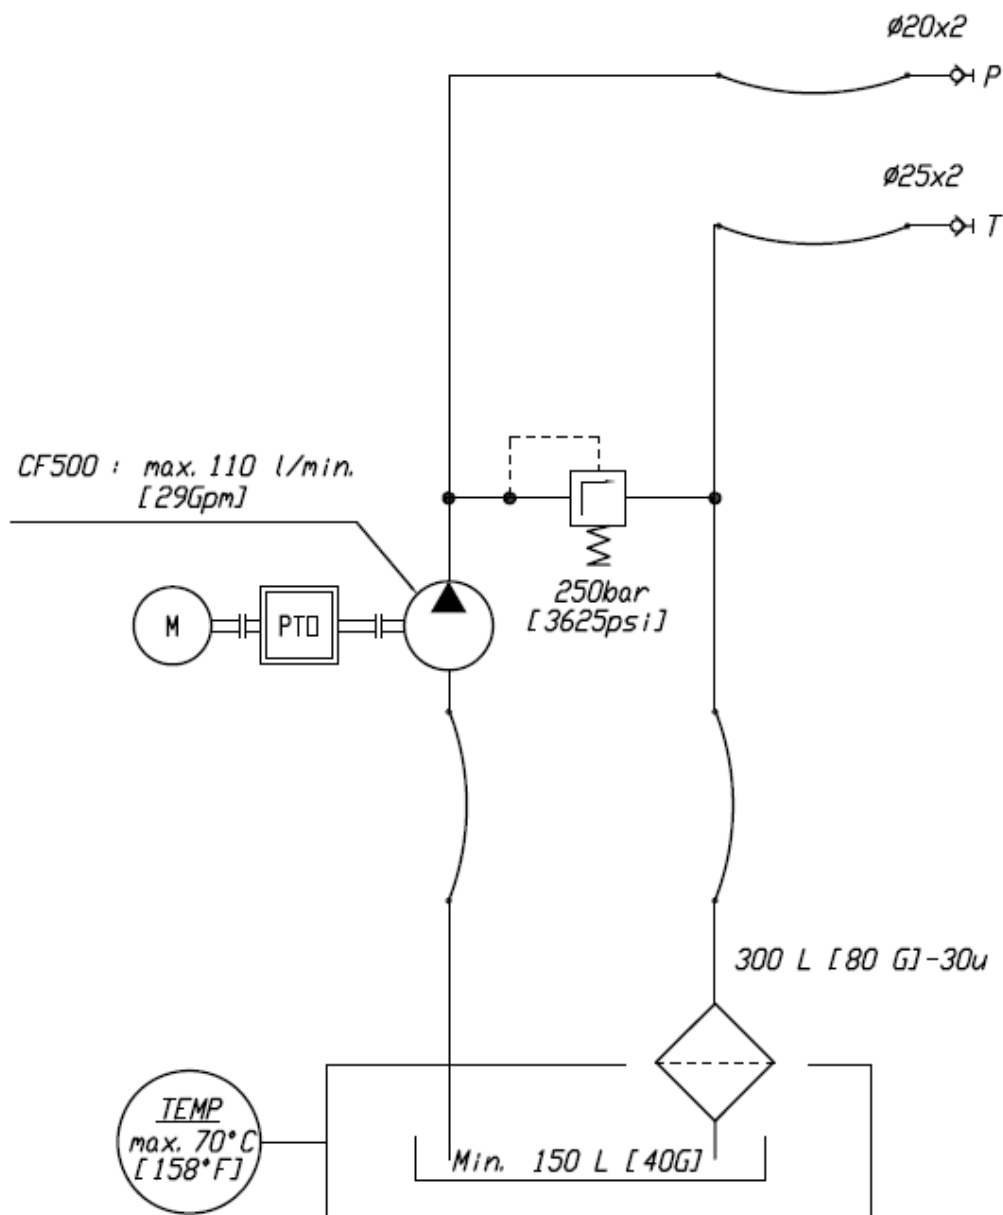 ø20x2
P
ø25x2
T
CF500 : max. 110 l/min.
[29Gpm]
250bar
[3625psi]
M
PTO
300 L [80 G]-30u
TEMP
max. 70°C
[158°F]
Min. 150 L [40G]